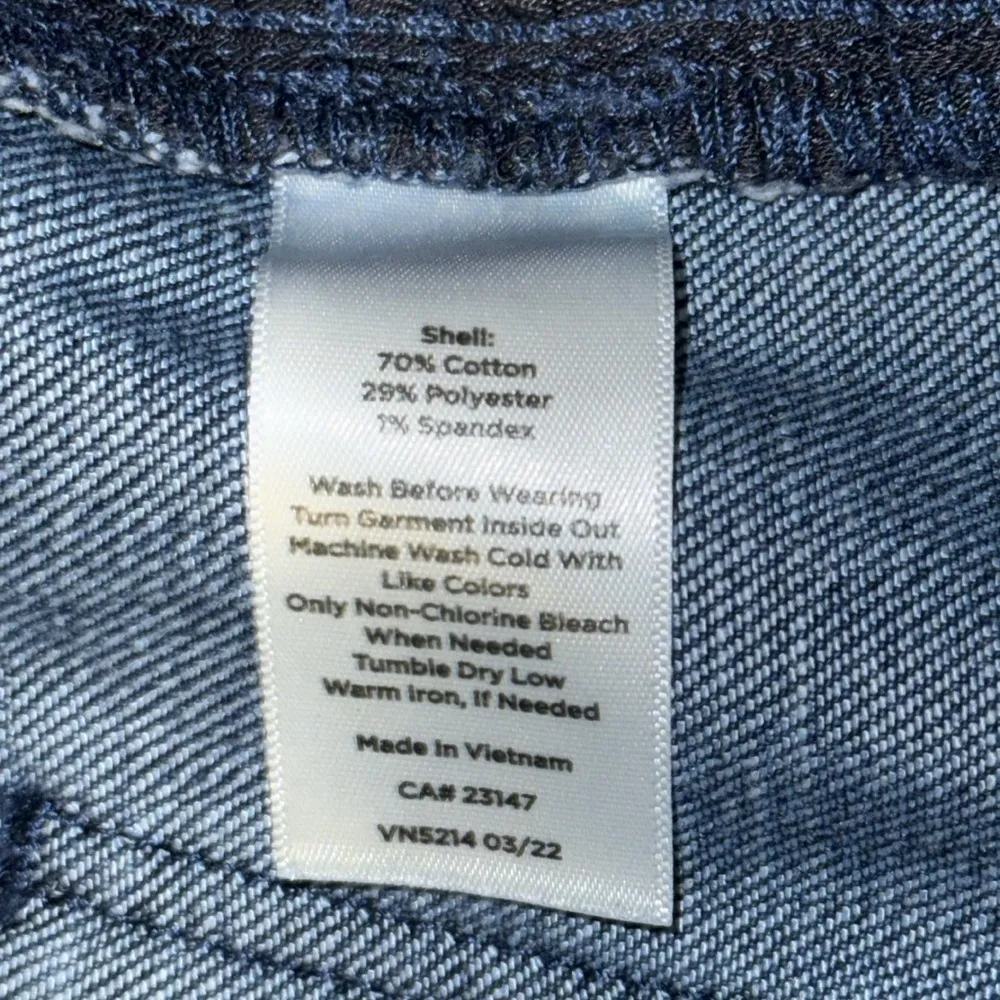 Shell:
70% Cotton
29% Polyester
1% Spandex
Wash Before Wearing
Turn Garment Inside Out
Machine Wash Cold With
Like Colors
Only Non-Chlorine Bleach
When Needed
Tumble Dry Low
Warm Iron, If Needed
Made In Vietnam
CA# 23147
VN5214 03/22